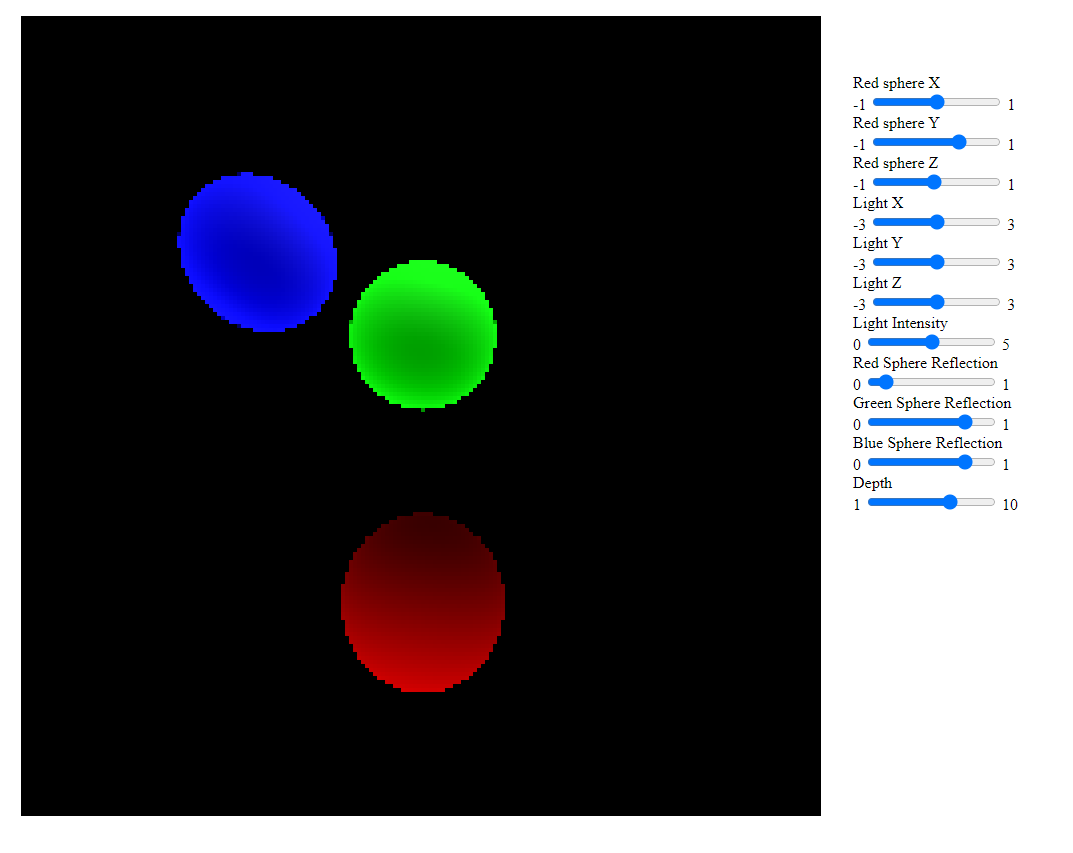 Red sphere X
-1 1
Red sphere Y
-1 1
Red sphere Z
-1 1
Light X
-3 3
Light Y
-3 3
Light Z
-3 3
Light Intensity
0 5
Red Sphere Reflection
0 1
Green Sphere Reflection
0 1
Blue Sphere Reflection
0 1
Depth
1 10